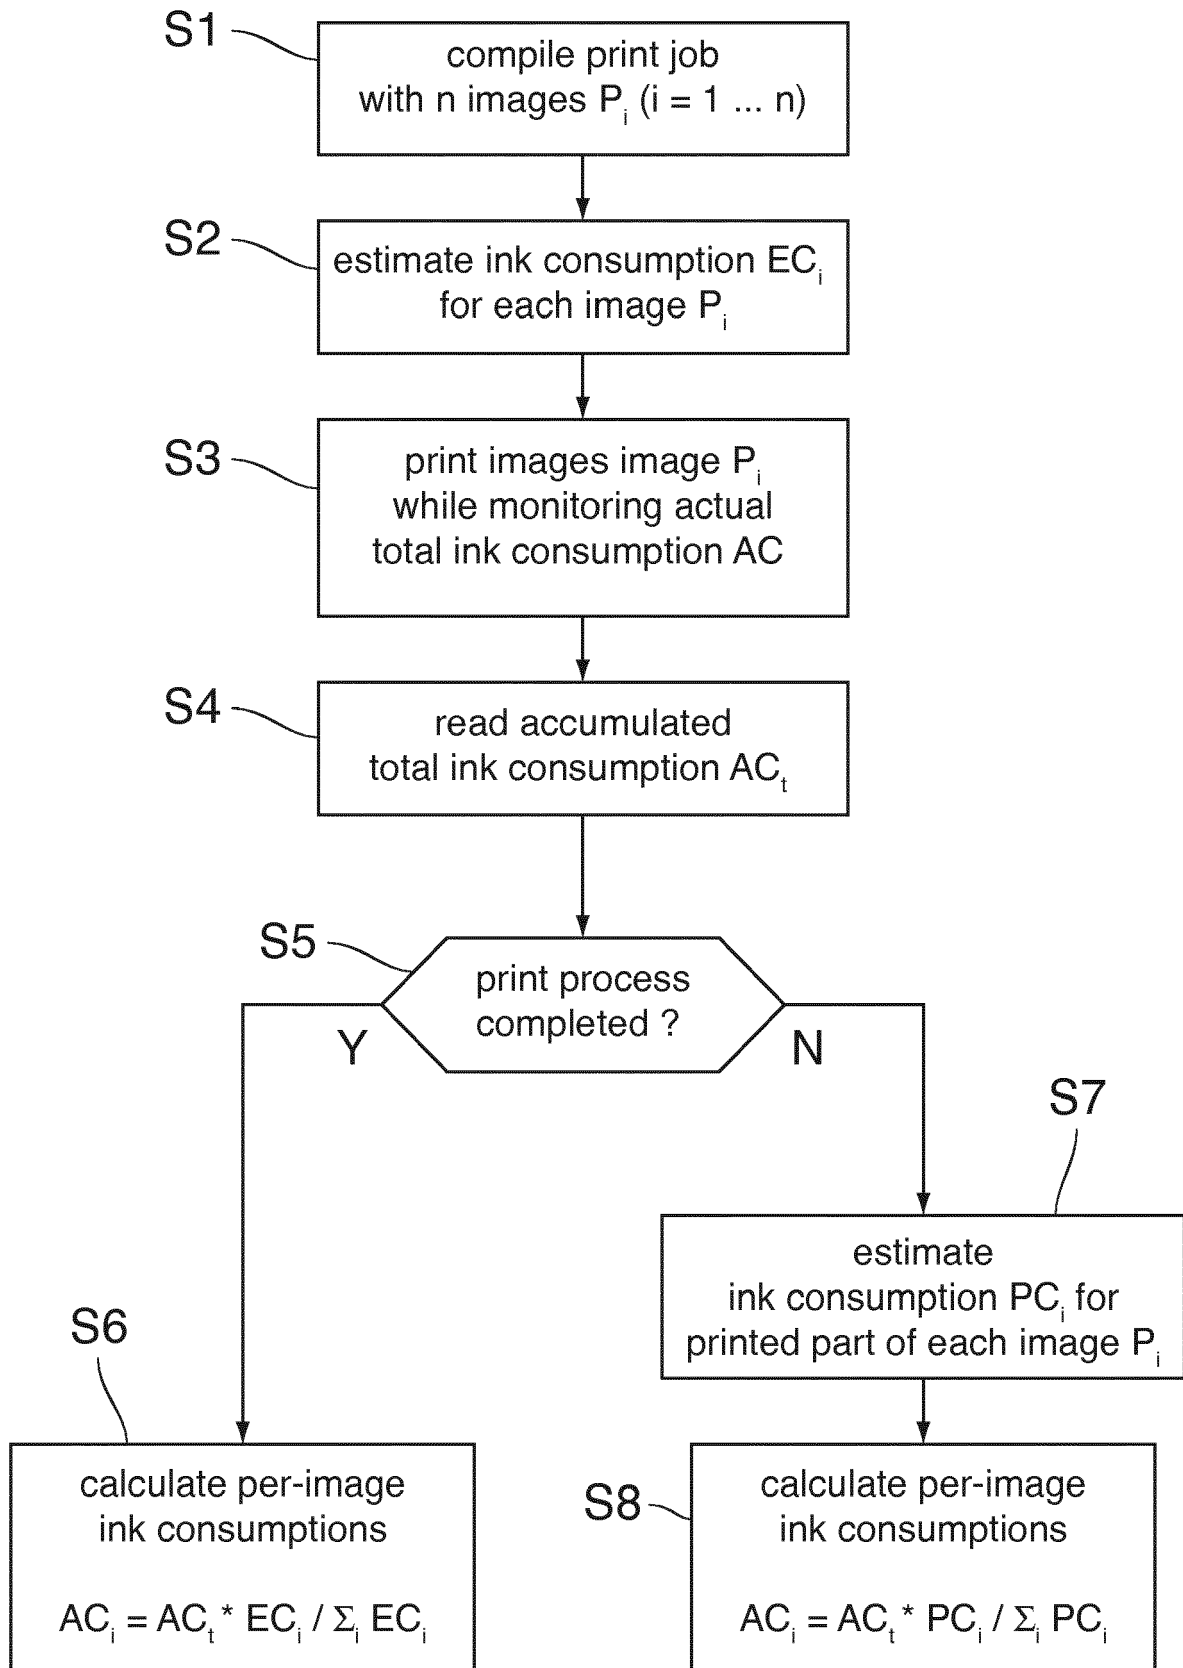 S1
compile print job
with n images Pᵢ (i = 1 ... n)
S2
estimate ink consumption ECᵢ
for each image Pᵢ
S3
print images image Pᵢ
while monitoring actual
total ink consumption AC
S4
read accumulated
total ink consumption ACₜ
S5
print process
completed ?
Y
N
S7
estimate
ink consumption PCᵢ for
printed part of each image Pᵢ
S6
calculate per-image
ink consumptions
ACᵢ = ACₜ * ECᵢ / Σᵢ ECᵢ
S8
calculate per-image
ink consumptions
ACᵢ = ACₜ * PCᵢ / Σᵢ PCᵢ